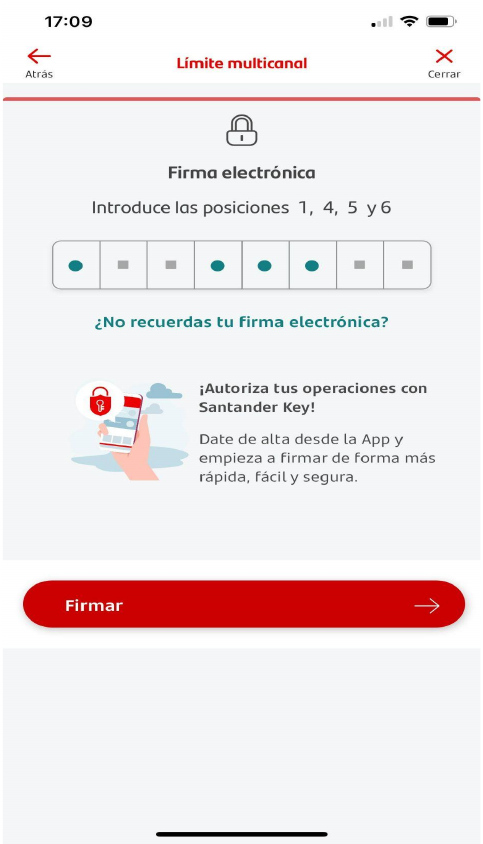 17:09
Límite multicanal
Atrás
Cerrar
Firma electrónica
Introduce las posiciones 1, 4, 5 y 6
¿No recuerdas tu firma electrónica?
¡Autoriza tus operaciones con
Santander Key!
Date de alta desde la App y
empieza a firmar de forma más
rápida, fácil y segura.
Firmar